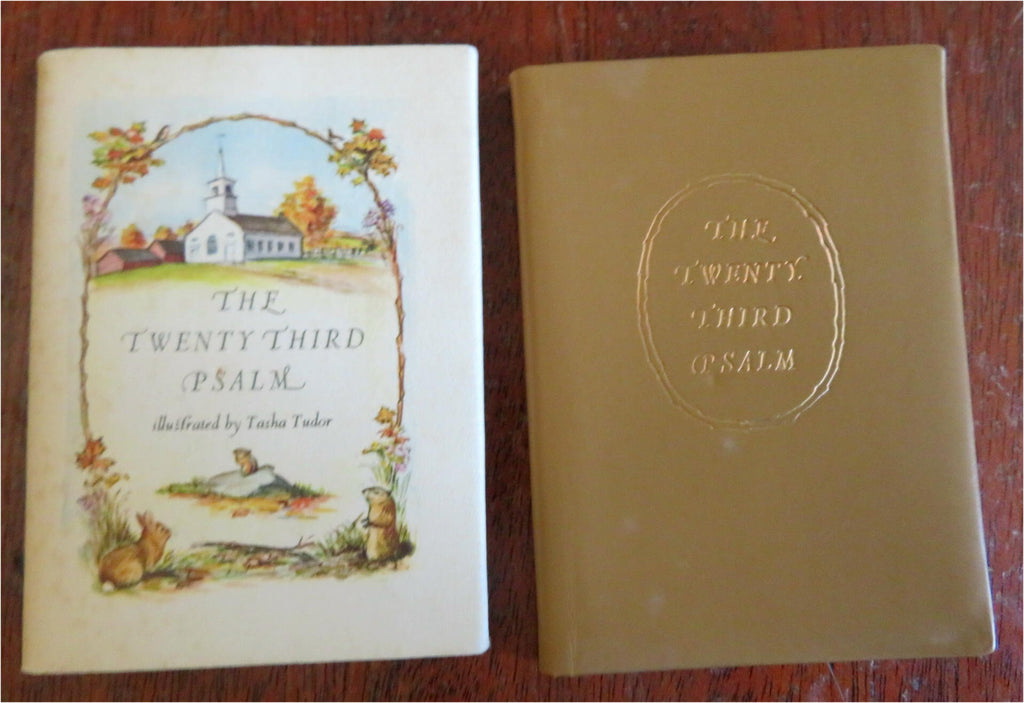 THE
TWENTY THIRD
PSALM
illustrated by Tasha Tudor
THE
TWENTY
THIRD
PSALM